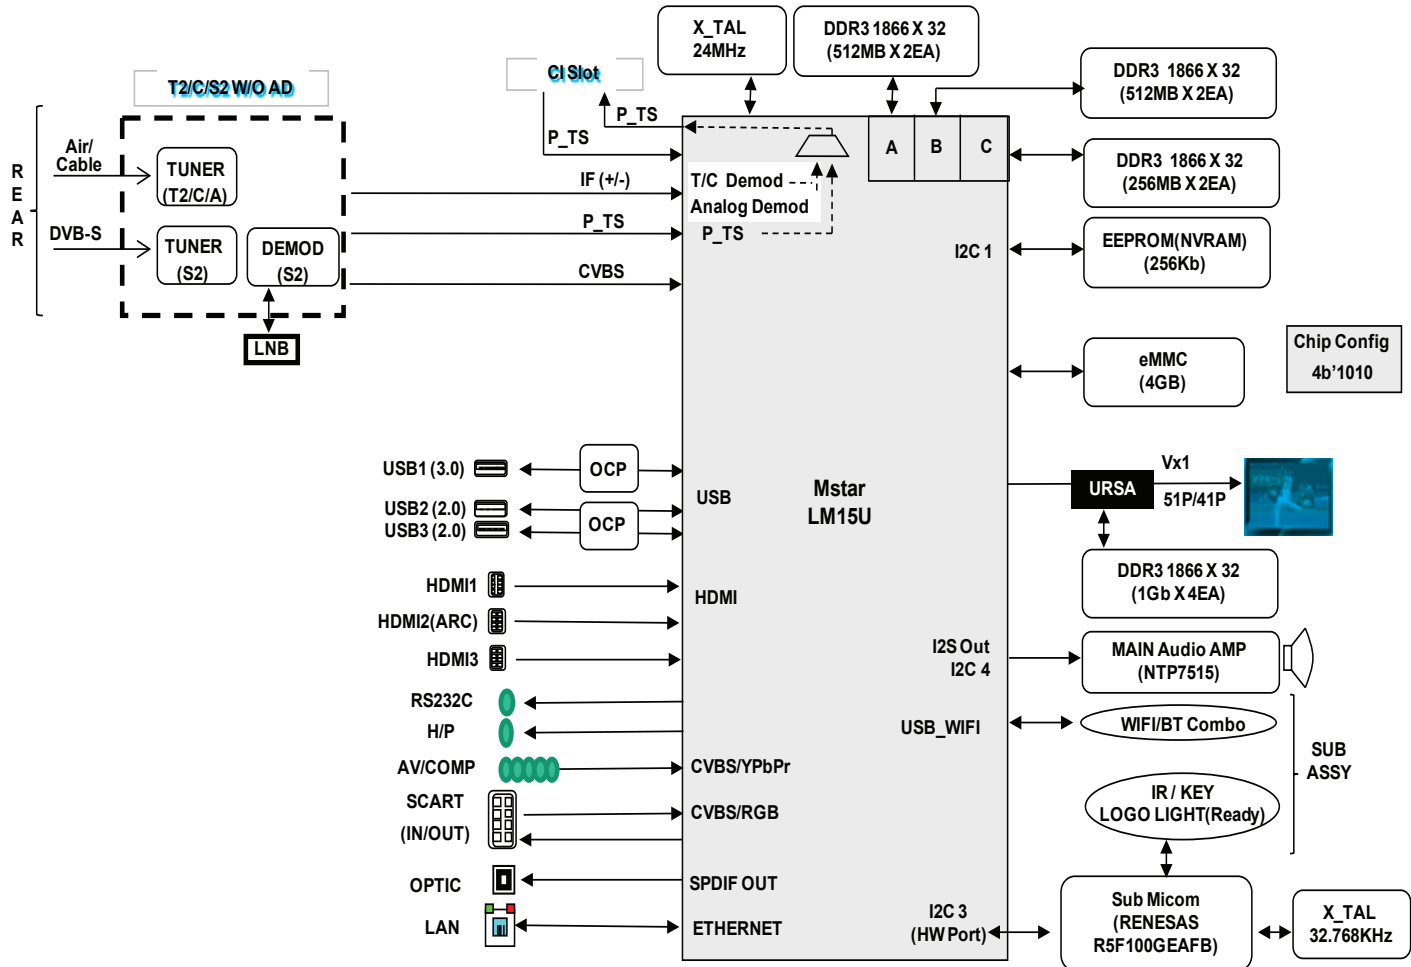 X_TAL
24MHz
DDR3 1866 X 32
(512MB X 2EA)
CI Slot
DDR3 1866 X 32
(512MB X 2EA)
T2/C/S2 W/O AD
P_TS
P_TS
A B C
DDR3 1866 X 32
(256MB X 2EA)
REAR
Air/
Cable
TUNER
(T2/C/A)
IF (+/-)
T/C Demod
Analog Demod
P_TS
P_TS
DVB-S
TUNER
(S2)
DEMOD
(S2)
CVBS
I2C 1
EEPROM(NVRAM)
(256Kb)
LNB
eMMC
(4GB)
Chip Config
4b'1010
USB1 (3.0)
OCP
USB
USB2 (2.0)
USB3 (2.0)
OCP
Mstar
LM15U
URSA
Vx1
51P/41P
DDR3 1866 X 32
(1Gb X 4EA)
HDMI1
HDMI
HDMI2(ARC)
HDMI3
I2S Out
I2C 4
MAIN Audio AMP
(NTP7515)
RS232C
H/P
USB_WIFI
WIFI/BT Combo
SUB
ASSY
AV/COMP
CVBS/YPbPr
SCART
(IN/OUT)
CVBS/RGB
IR / KEY
LOGO LIGHT(Ready)
OPTIC
SPDIF OUT
LAN
ETHERNET
I2C 3
(HW Port)
Sub Micom
(RENESAS
R5F100GEAFB)
X_TAL
32.768KHz